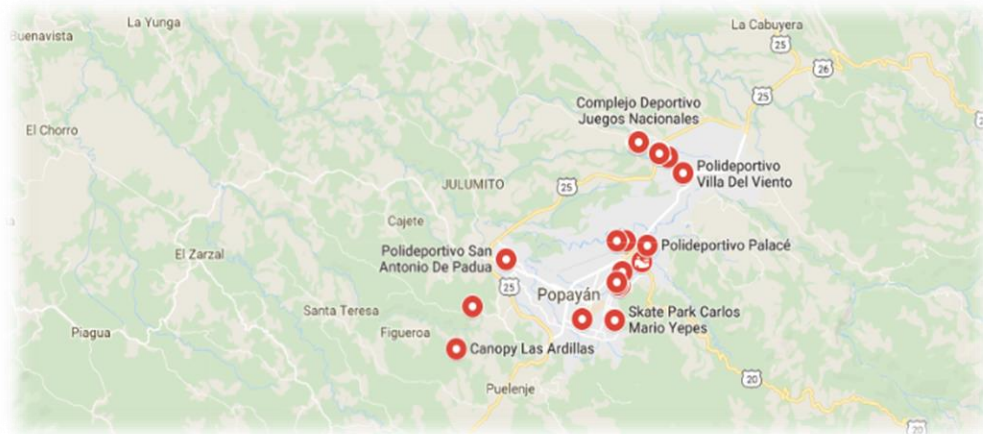 La Yunga
La Cabuyera
Buenavista
25
26
25
Complejo Deportivo
Juegos Nacionales
El Chorro
Polideportivo
Villa Del Viento
JULUMITO
25
Cajete
El Zarzal
Polideportivo San
Antonio De Padua
Polideportivo Palacé
25
Popayán
Santa Teresa
Skate Park Carlos
Mario Yepes
Piagua
Figueroa
Canopy Las Ardillas
20
Puelenje
20